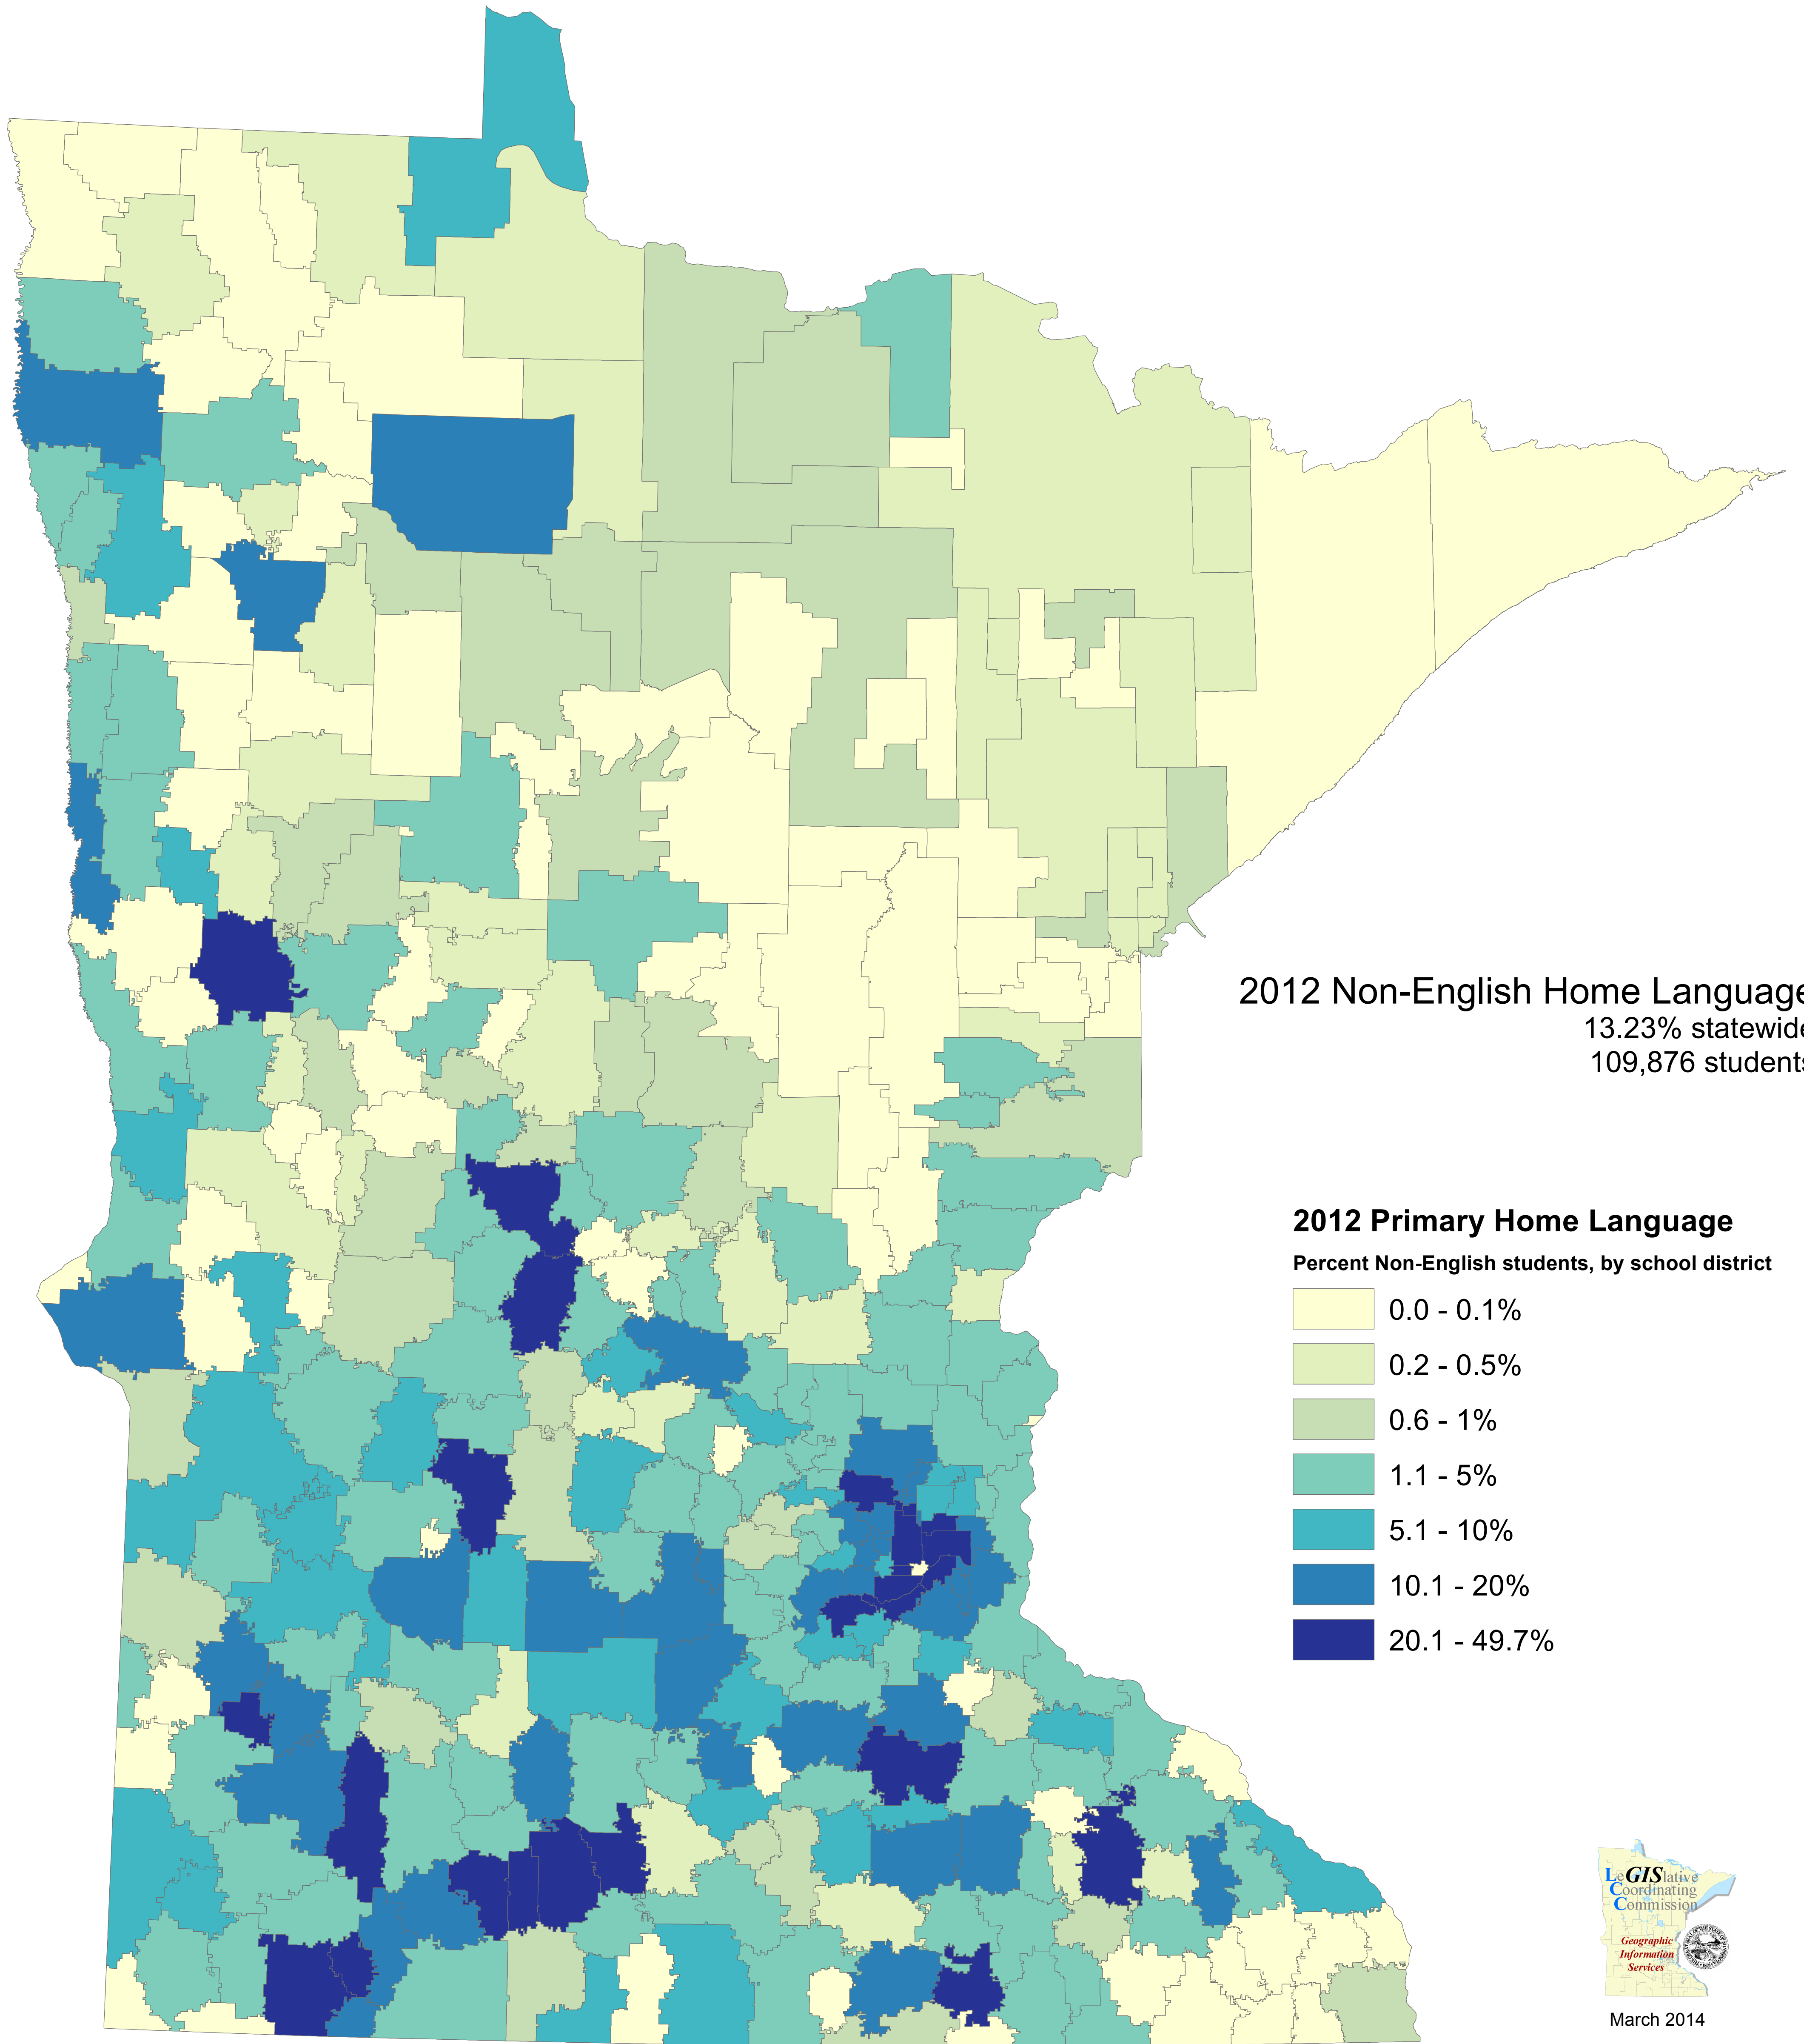 2012 Non-English Home Language
13.23% statewide
109,876 students
2012 Primary Home Language
Percent Non-English students, by school district
0.0 - 0.1%
0.2 - 0.5%
0.6 - 1%
1.1 - 5%
5.1 - 10%
10.1 - 20%
20.1 - 49.7%
LeGISlative
Coordinating
Commission
Geographic
Information
Services
March 2014